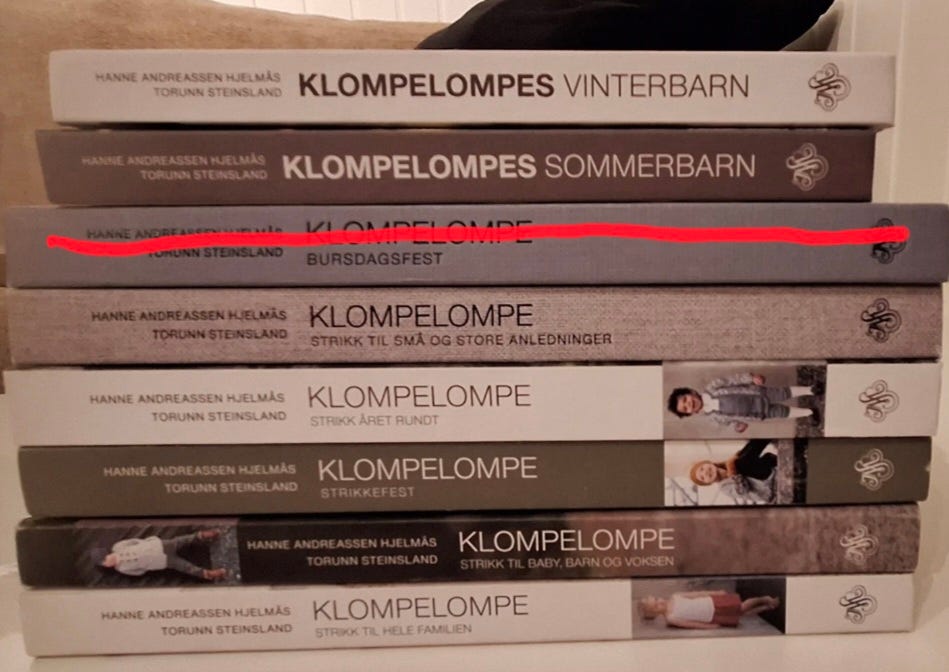 HANNE ANDREASSEN HJELMÅS
TORUNN STEINSLAND
KLOMPELOMPES VINTERBARN
HANNE ANDREASSEN HJELMÅS
TORUNN STEINSLAND
KLOMPELOMPES SOMMERBARN
HANNE ANDREASSEN HJELMÅS
TORUNN STEINSLAND
KLOMPELOMPE
BURSDAGSFEST
HANNE ANDREASSEN HJELMÅS
TORUNN STEINSLAND
KLOMPELOMPE
STRIKK TIL SMÅ OG STORE ANLEDNINGER
HANNE ANDREASSEN HJELMÅS
TORUNN STEINSLAND
KLOMPELOMPE
STRIKK ÅRET RUNDT
HANNE ANDREASSEN HJELMÅS
TORUNN STEINSLAND
KLOMPELOMPE
STRIKKEFEST
HANNE ANDREASSEN HJELMÅS
TORUNN STEINSLAND
KLOMPELOMPE
STRIKK TIL BABY, BARN OG VOKSEN
HANNE ANDREASSEN HJELMÅS
TORUNN STEINSLAND
KLOMPELOMPE
STRIKK TIL HELE FAMILIEN